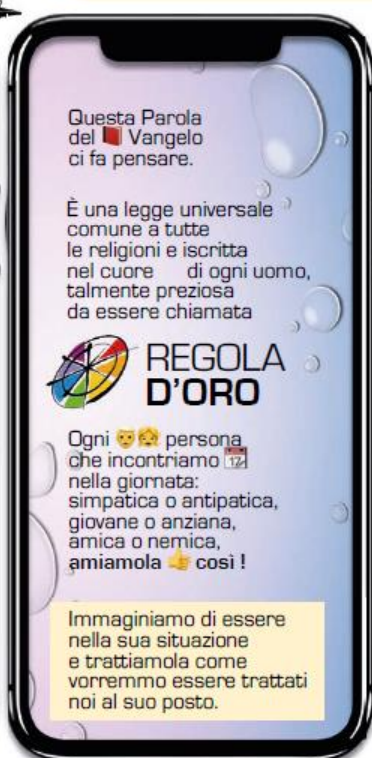 Questa Parola
del 📕 Vangelo
ci fa pensare.
È una legge universale
comune a tutte
le religioni e iscritta
nel cuore di ogni uomo,
talmente preziosa
da essere chiamata
REGOLA
D'ORO
Ogni persona
che incontriamo
nella giornata:
simpatica o antipatica,
giovane o anziana,
amica o nemica,
amiamola 👍 così !
Immaginiamo di essere
nella sua situazione
e trattiamola come
vorremmo essere trattati
noi al suo posto.